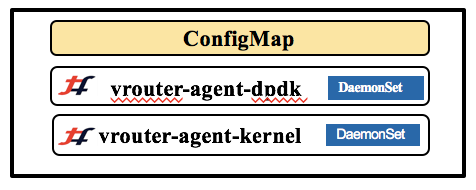 ConfigMap
vrouter-agent-dpdk DaemonSet
vrouter-agent-kernel DaemonSet